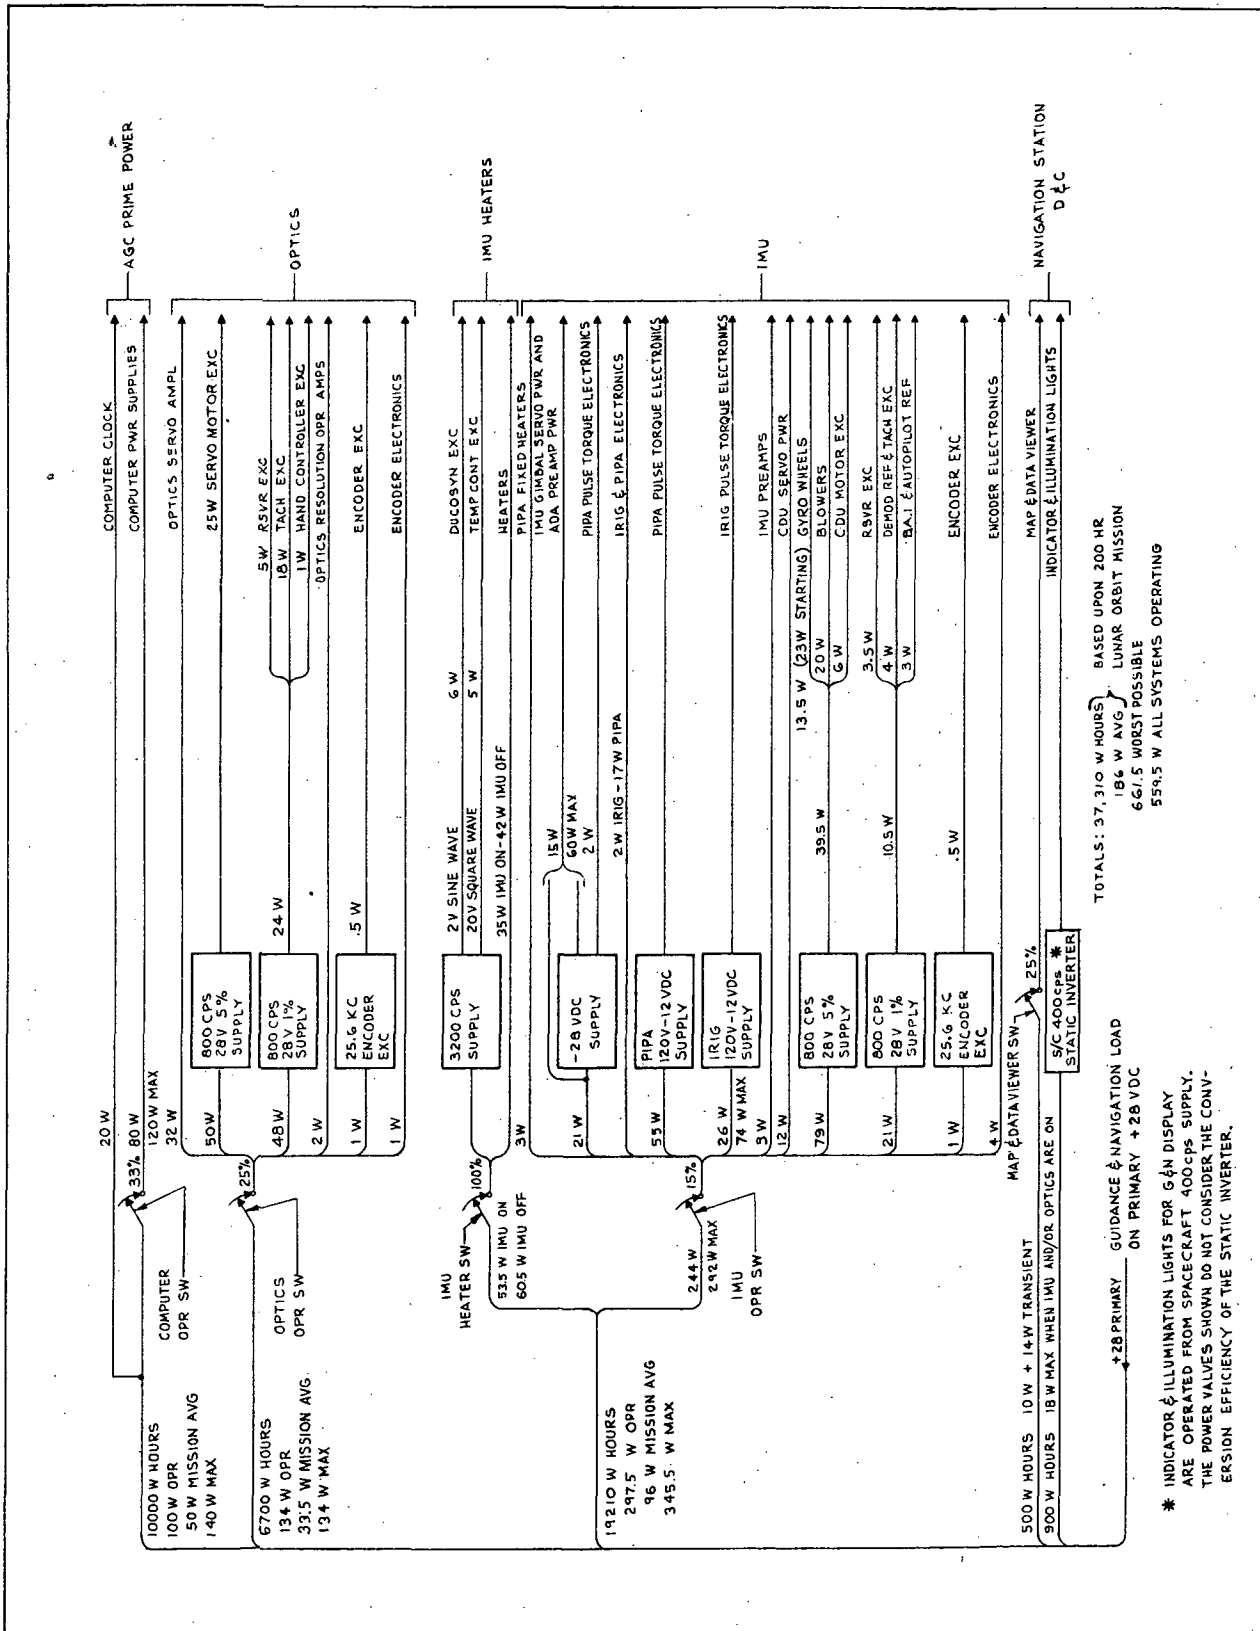 COMPUTER CLOCK
COMPUTER PWR SUPPLIES
AGC PRIME POWER
20 W
33% 80 W
120 W MAX
COMPUTER
OPR SW
10000 W HOURS
100 W OPR
50 W MISSION AVG
140 W MAX
OPTICS SERVO AMPL
25W SERVO MOTOR EXC
5W RSVR EXC
18W TACH EXC
1W HAND CONTROLLER EXC
OPTICS RESOLUTION OPR AMPS
ENCODER EXC
ENCODER ELECTRONICS
OPTICS
24 W
.5 W
800 CPS
28V 5%
SUPPLY
800 CPS
28V 1%
SUPPLY
25.6 KC
ENCODER
EXC
32 W
50W
48W
2 W
1 W
1 W
25%
OPTICS
OPR SW
6700 W HOURS
134 W OPR
33.5 W MISSION AVG.
134 W MAX
DUCOSYN EXC
TEMP CONT EXC
HEATERS
PIPA FIXED HEATERS
IMU HEATERS
6 W
5 W
2V SINE WAVE
20V SQUARE WAVE
35W IMU ON-42W IMU OFF
3200 CPS
SUPPLY
3W
100%
IMU
HEATER SW
53.5 W IMU ON
60.5 W IMU OFF
IMU GIMBAL SERVO PWR AND
ADA PREAMP PWR
PIPA PULSE TORQUE ELECTRONICS
IRIG & PIPA ELECTRONICS
PIPA PULSE TORQUE ELECTRONICS
IRIG PULSE TORQUE ELECTRONICS
IMU PREAMPS
CDU SERVO PWR
13.5 W (23W STARTING) GYRO WHEELS
20 W BLOWERS
6 W CDU MOTOR EXC
3.5 W RSVR EXC
4 W DEMOD REF & TACH EXC
3 W BA.1 & AUTOPILOT REF
ENCODER EXC
ENCODER ELECTRONICS
IMU
15W
60W MAX
2 W
2W IRIG-17W PIPA
39.5 W
10.5 W
.5 W
-28 VDC
SUPPLY
PIPA
120V-12VDC
SUPPLY
IRIG
120V-12VDC
SUPPLY
800 CPS
28V 5%
SUPPLY
800 CPS
28V 1%
SUPPLY
25.6 KC
ENCODER
EXC
21 W
55 W
26 W
74 W MAX
3 W
12 W
79W
21 W
1 W
4 W
15%
244W
292W MAX
IMU
OPR SW
19210 W HOURS
297.5 W OPR
96 W MISSION AVG
345.5 W MAX
MAP & DATA VIEWER
INDICATOR & ILLUMINATION LIGHTS
NAVIGATION STATION
D & C
MAP & DATA VIEWER SW
25%
S/C 400 cps *
STATIC INVERTER
500 W HOURS 10 W + 14W TRANSIENT
900 W HOURS 18 W MAX WHEN IMU AND/OR OPTICS ARE ON
TOTALS: 37,310 W HOURS BASED UPON 200 HR
186 W AVG LUNAR ORBIT MISSION
661.5 WORST POSSIBLE
559.5 W ALL SYSTEMS OPERATING
+28 PRIMARY
GUIDANCE & NAVIGATION LOAD
ON PRIMARY +28 VDC
* INDICATOR & ILLUMINATION LIGHTS FOR G&N DISPLAY
ARE OPERATED FROM SPACECRAFT 400 cps SUPPLY.
THE POWER VALVES SHOWN DO NOT CONSIDER THE CONV-
ERSION EFFICIENCY OF THE STATIC INVERTER.